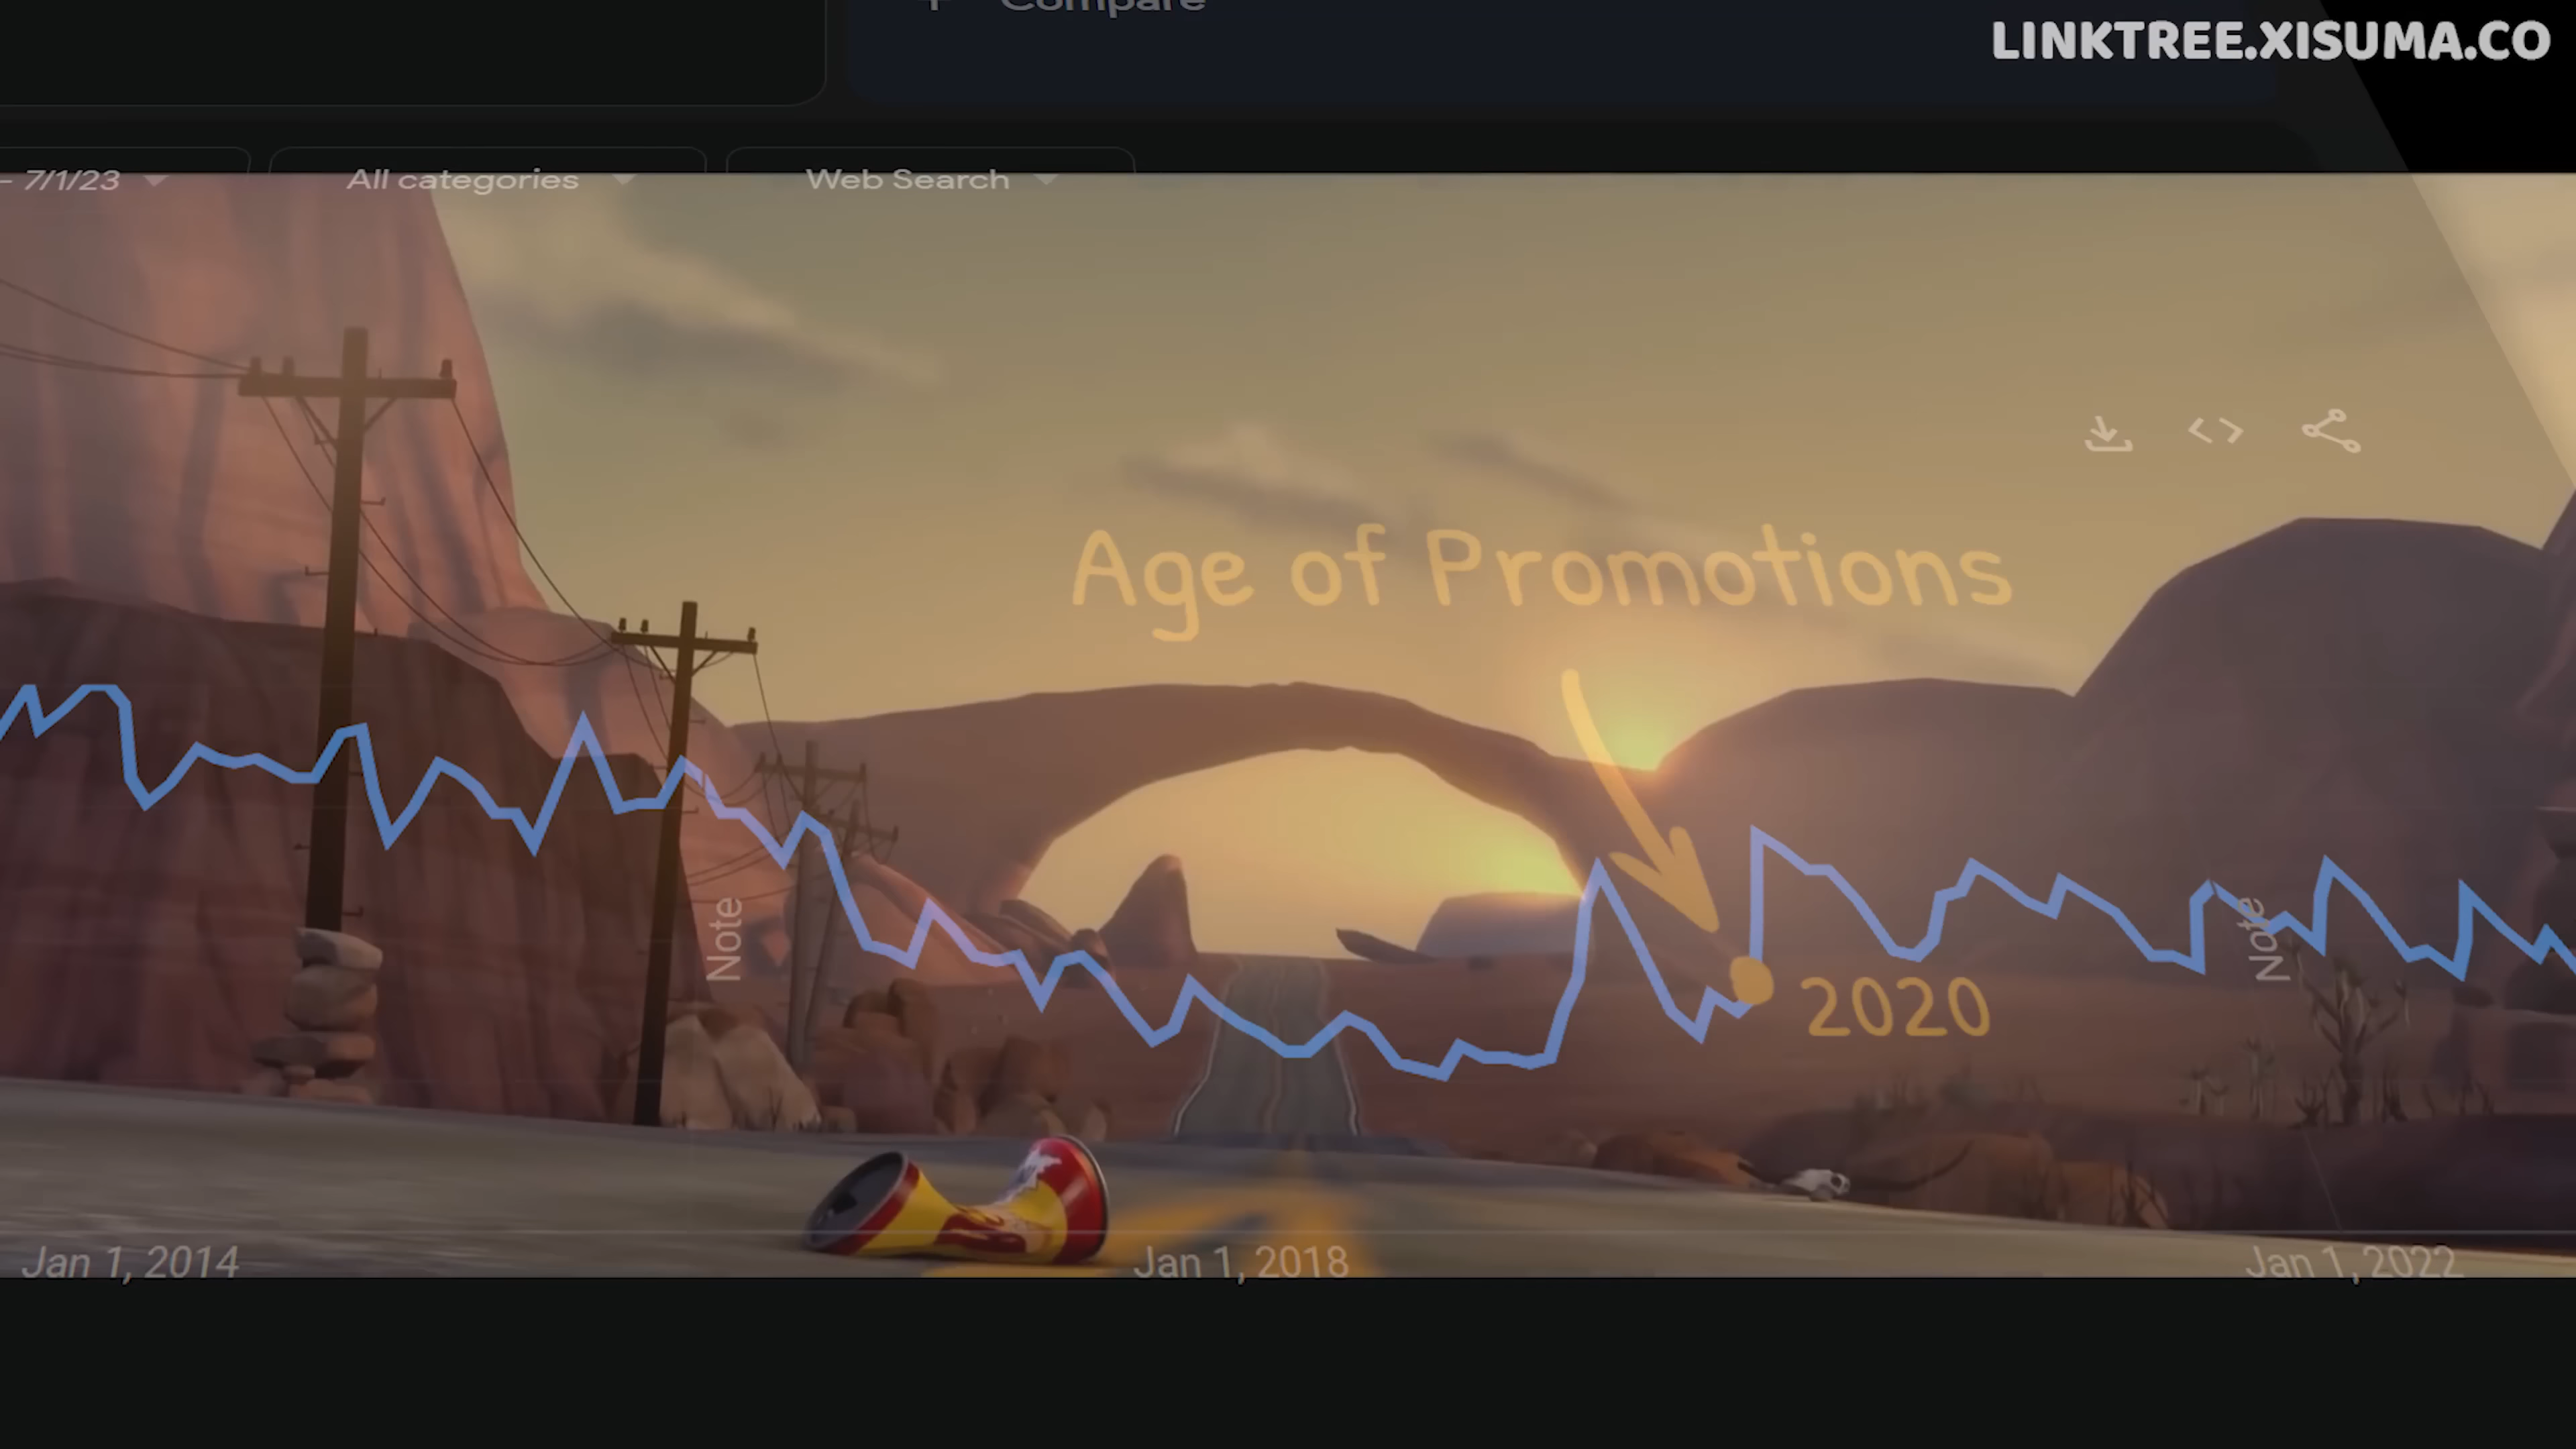 + Compare
LINKTREE.XISUMA.CO
– 7/1/23
All categories
Web Search
Age of Promotions
Note
Note
2020
Jan 1, 2014
Jan 1, 2018
Jan 1, 2022